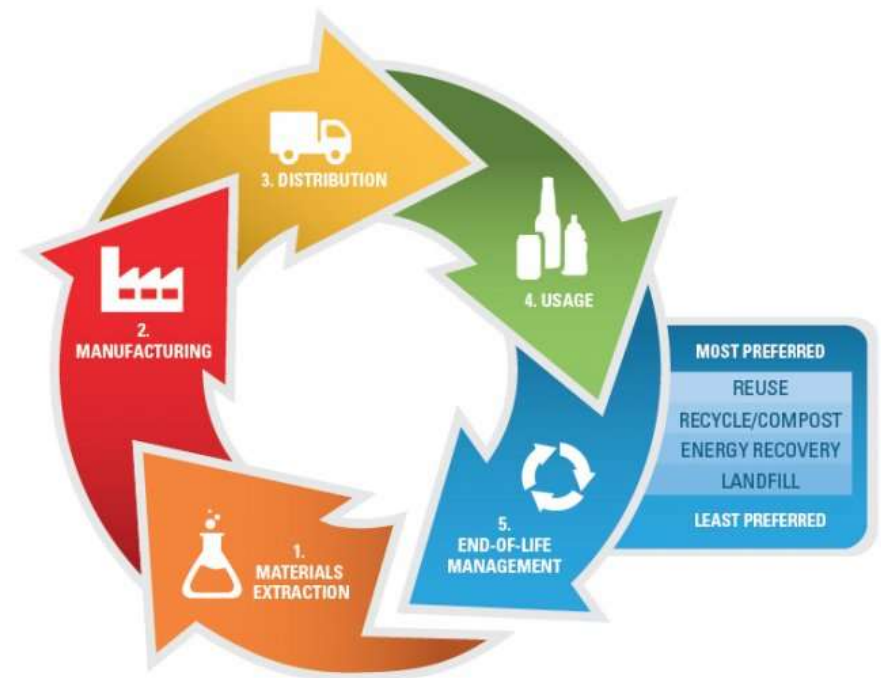 3. DISTRIBUTION
4. USAGE
2.
MANUFACTURING
MOST PREFERRED
REUSE
RECYCLE/COMPOST
ENERGY RECOVERY
LANDFILL
LEAST PREFERRED
5.
END-OF-LIFE
MANAGEMENT
1.
MATERIALS
EXTRACTION